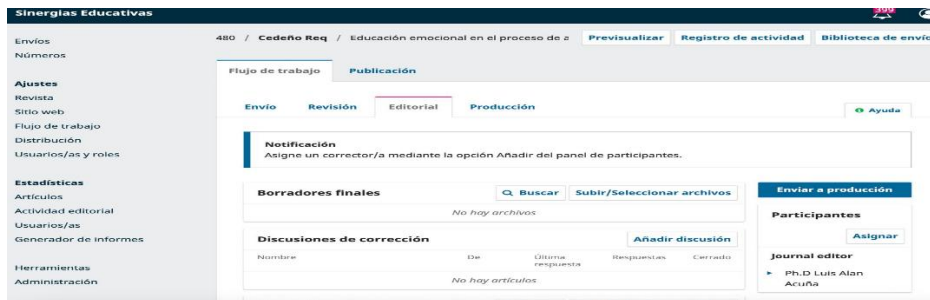 Sinergias Educativas
399
Envíos
Números
Ajustes
Revista
Sitio web
Flujo de trabajo
Distribución
Usuarios/as y roles
Estadísticas
Artículos
Actividad editorial
Usuarios/as
Generador de informes
Herramientas
Administración
480 / Cedeño Req / Educación emocional en el proceso de a
Previsualizar Registro de actividad Biblioteca de envío
Flujo de trabajo Publicación
Envío Revisión Editorial Producción
Ayuda
Notificación
Asigne un corrector/a mediante la opción Añadir del panel de participantes.
Borradores finales Buscar Subir/Seleccionar archivos
No hay archivos
Discusiones de corrección Añadir discusión
Nombre De Última respuesta Respuestas Cerrado
No hay artículos
Enviar a producción
Participantes
Asignar
Journal editor
Ph.D Luis Alan
Acuña